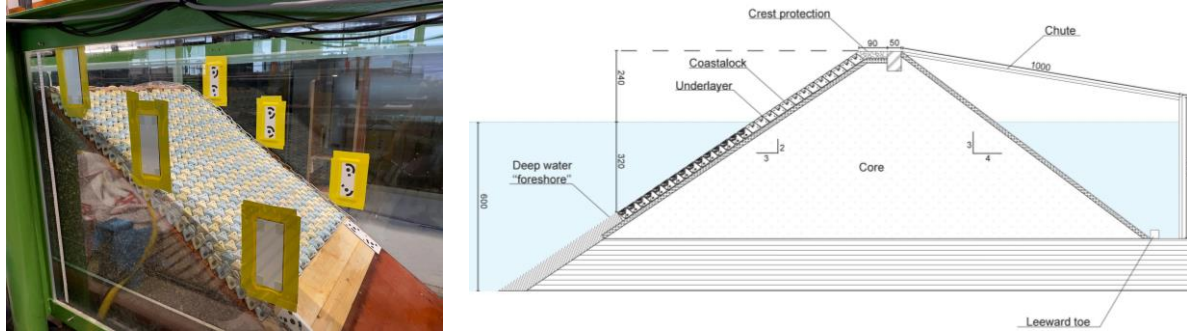 Crest protection
90
50
Chute
1000
Coastalock
Underlayer
240
320
600
Deep water
"foreshore"
3
2
3
4
Core
Leeward toe